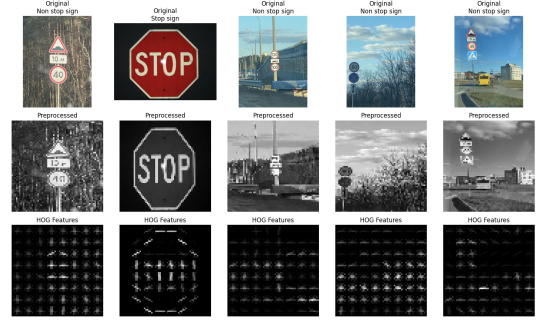 Original
Non stop sign
Original
Stop sign
Original
Non stop sign
Original
Non stop sign
Original
Non stop sign
40
STOP
Preprocessed
Preprocessed
Preprocessed
Preprocessed
Preprocessed
40
STOP
HOG Features
HOG Features
HOG Features
HOG Features
HOG Features